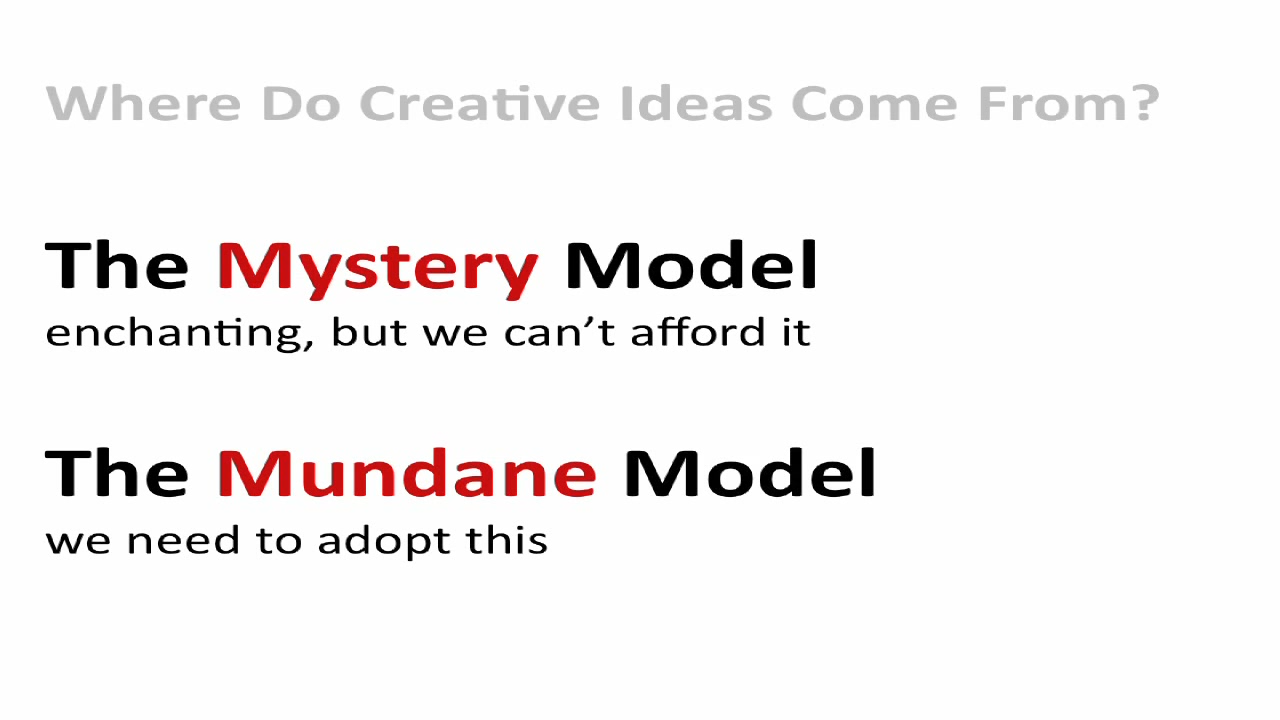 Where Do Creative Ideas Come From?
The Mystery Model
enchanting, but we can’t afford it
The Mundane Model
we need to adopt this